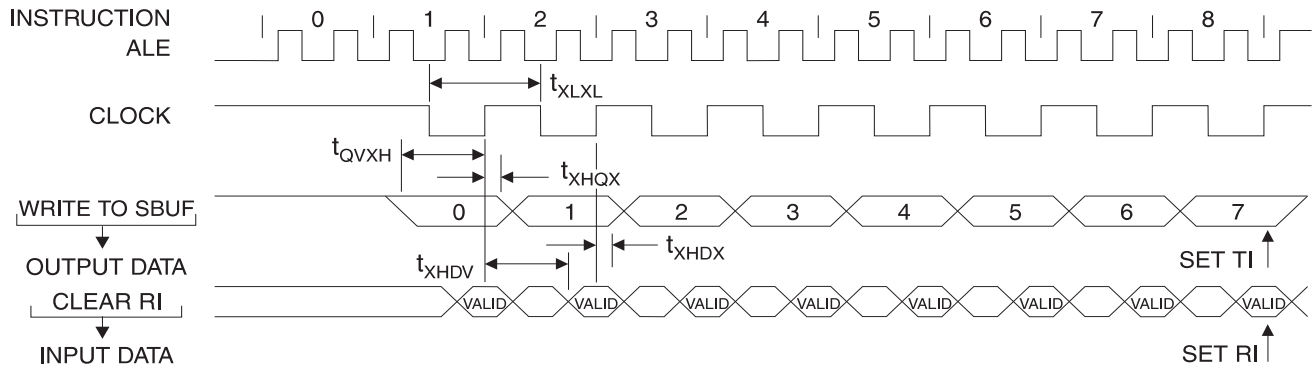 INSTRUCTION 0 1 2 3 4 5 6 7 8
ALE
tXLXL
CLOCK
tQVXH
tXHQX
WRITE TO SBUF 0 1 2 3 4 5 6 7
tXHDX
OUTPUT DATA tXHDV SET TI
CLEAR RI VALID VALID VALID VALID VALID VALID VALID VALID
INPUT DATA SET RI